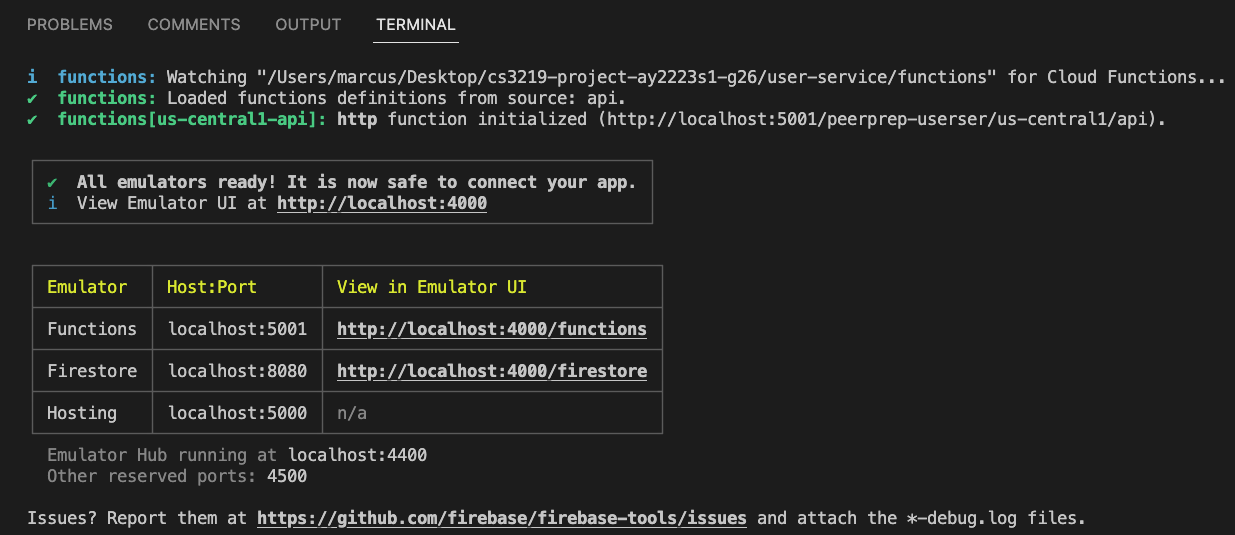 PROBLEMS COMMENTS OUTPUT TERMINAL
i functions: Watching "/Users/marcus/Desktop/cs3219-project-ay2223s1-g26/user-service/functions" for Cloud Functions...
✔ functions: Loaded functions definitions from source: api.
✔ functions[us-central1-api]: http function initialized (http://localhost:5001/peerprep-userser/us-central1/api).
✔ All emulators ready! It is now safe to connect your app.
i View Emulator UI at http://localhost:4000
Emulator Host:Port View in Emulator UI
Functions localhost:5001 http://localhost:4000/functions
Firestore localhost:8080 http://localhost:4000/firestore
Hosting localhost:5000 n/a
Emulator Hub running at localhost:4400
Other reserved ports: 4500
Issues? Report them at https://github.com/firebase/firebase-tools/issues and attach the *-debug.log files.